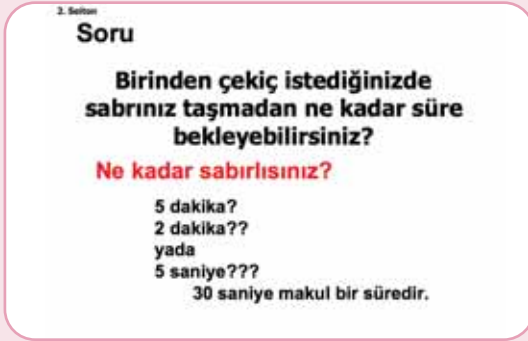 2. Seiton
Soru
Birinden çekiç istediğinizde
sabrınız taşmadan ne kadar süre
bekleyebilirsiniz?
Ne kadar sabırlısınız?
5 dakika?
2 dakika??
yada
5 saniye???
30 saniye makul bir süredir.